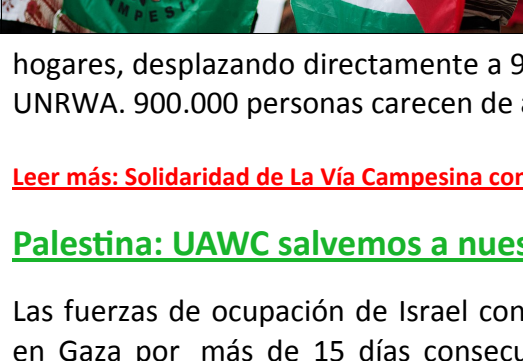 MPES
hogares, desplazando directamente a 9
UNRWA. 900.000 personas carecen de
Leer más: Solidaridad de La Vía Campesina con
Palestina: UAWC salvemos a nues
Las fuerzas de ocupación de Israel con
en Gaza por más de 15 días consecu